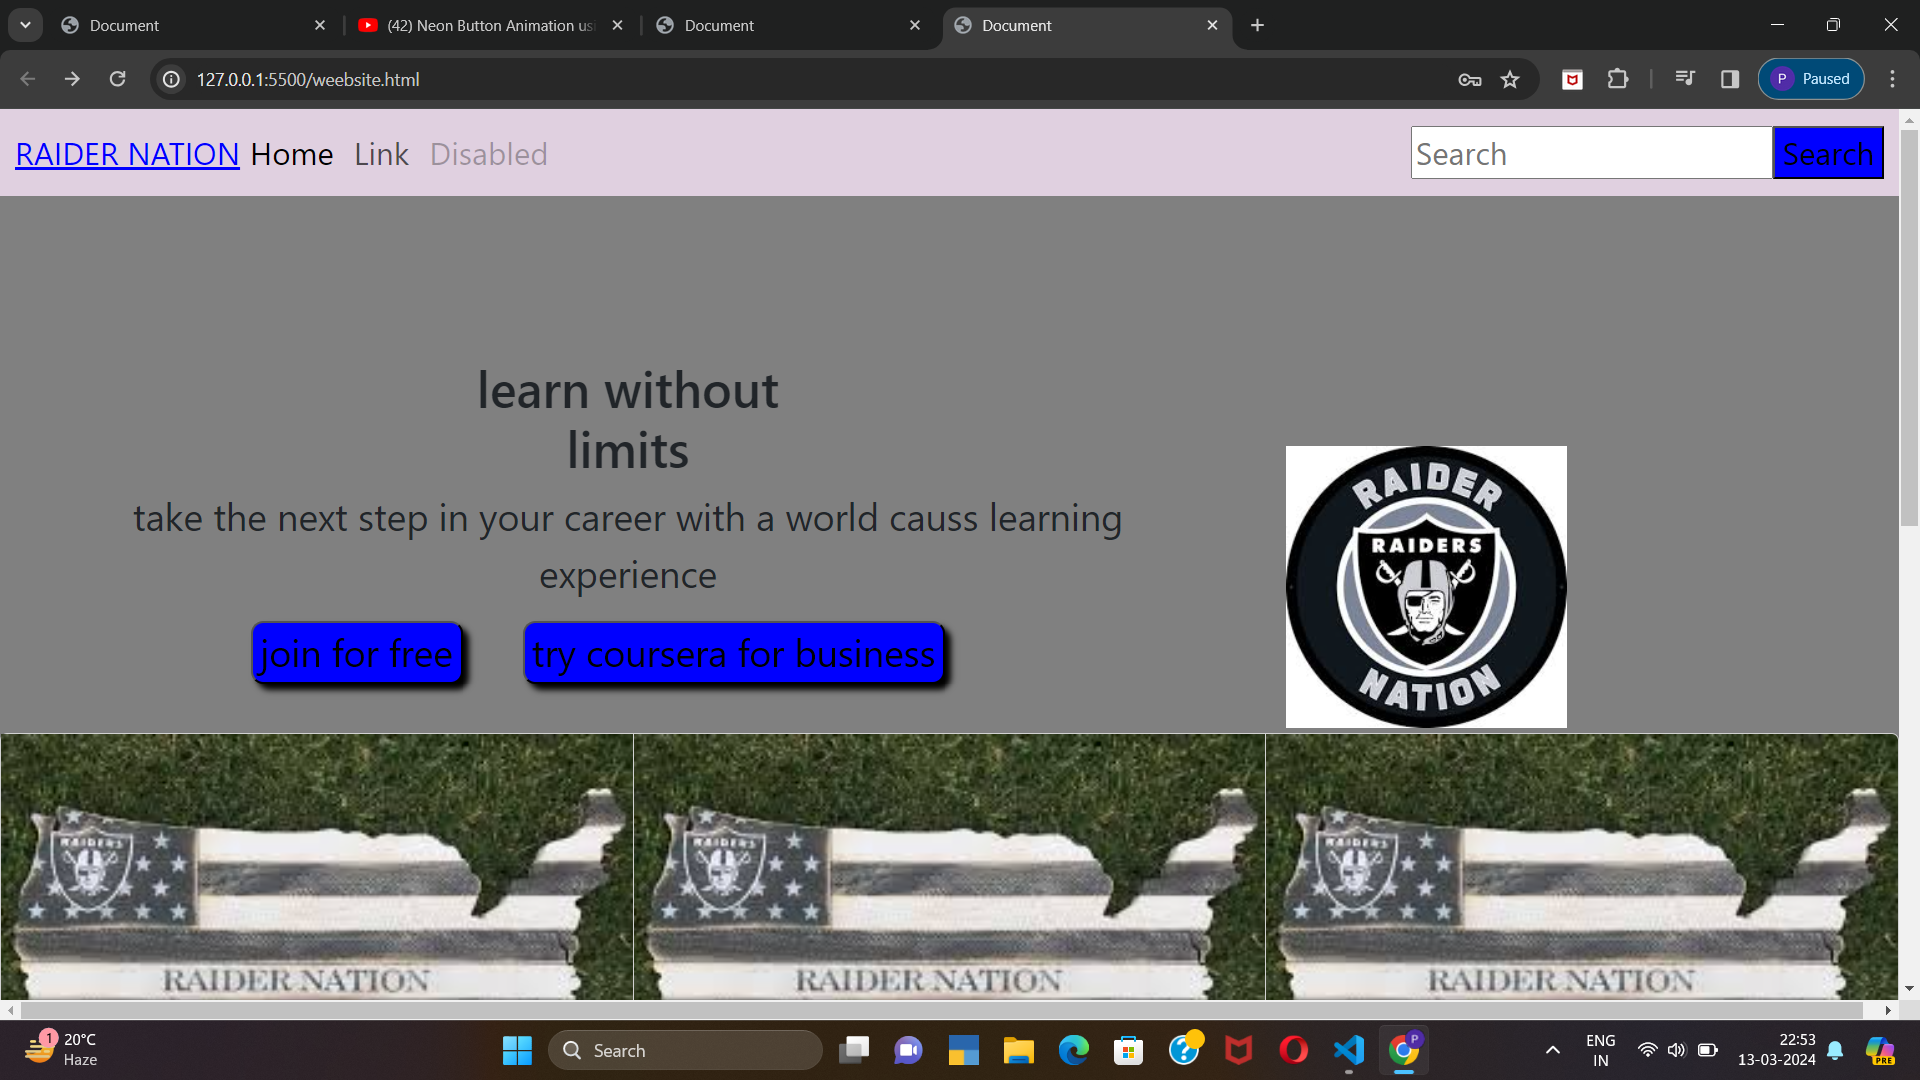 Document
(42) Neon Button Animation us
Document
Document
127.0.0.1:5500/weebsite.html
P Paused
RAIDER NATION Home Link Disabled
Search
Search
learn without
limits
take the next step in your career with a world causs learning
experience
join for free
try coursera for business
RAIDER
RAIDERS
NATION
RAIDERS
RAIDERS
RAIDERS
RAIDER NATION
RAIDER NATION
RAIDER NATION
1
20°C
Haze
Search
P
ENG
IN
22:53
13-03-2024
PRE